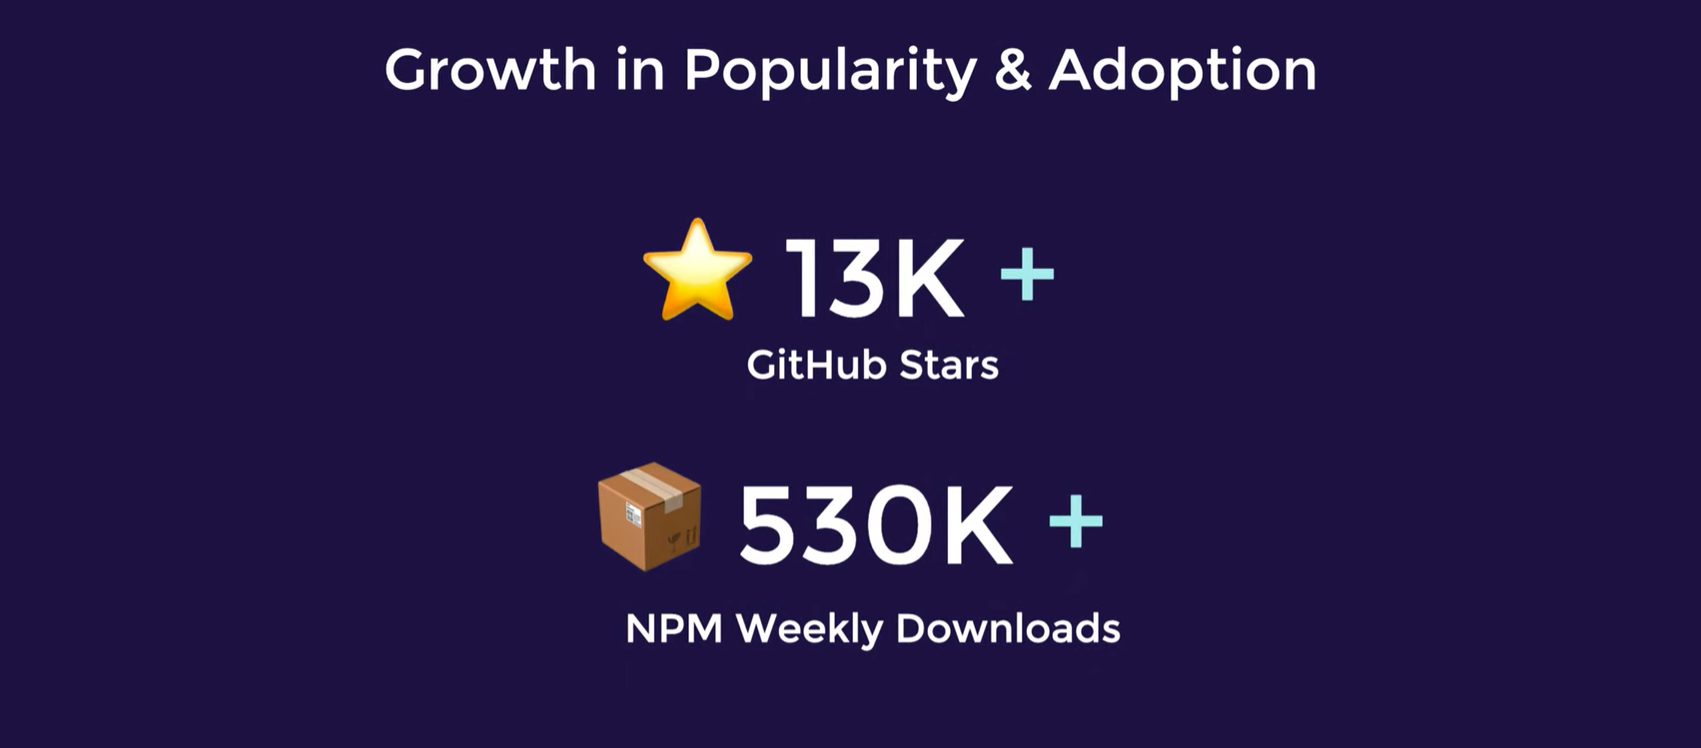 Growth in Popularity & Adoption
13K +
GitHub Stars
530K +
NPM Weekly Downloads